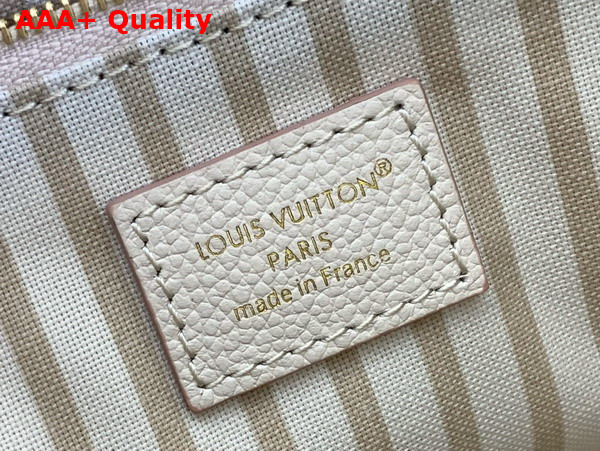 AAA+ Quality
LOUIS VUITTON®
PARIS
made in France